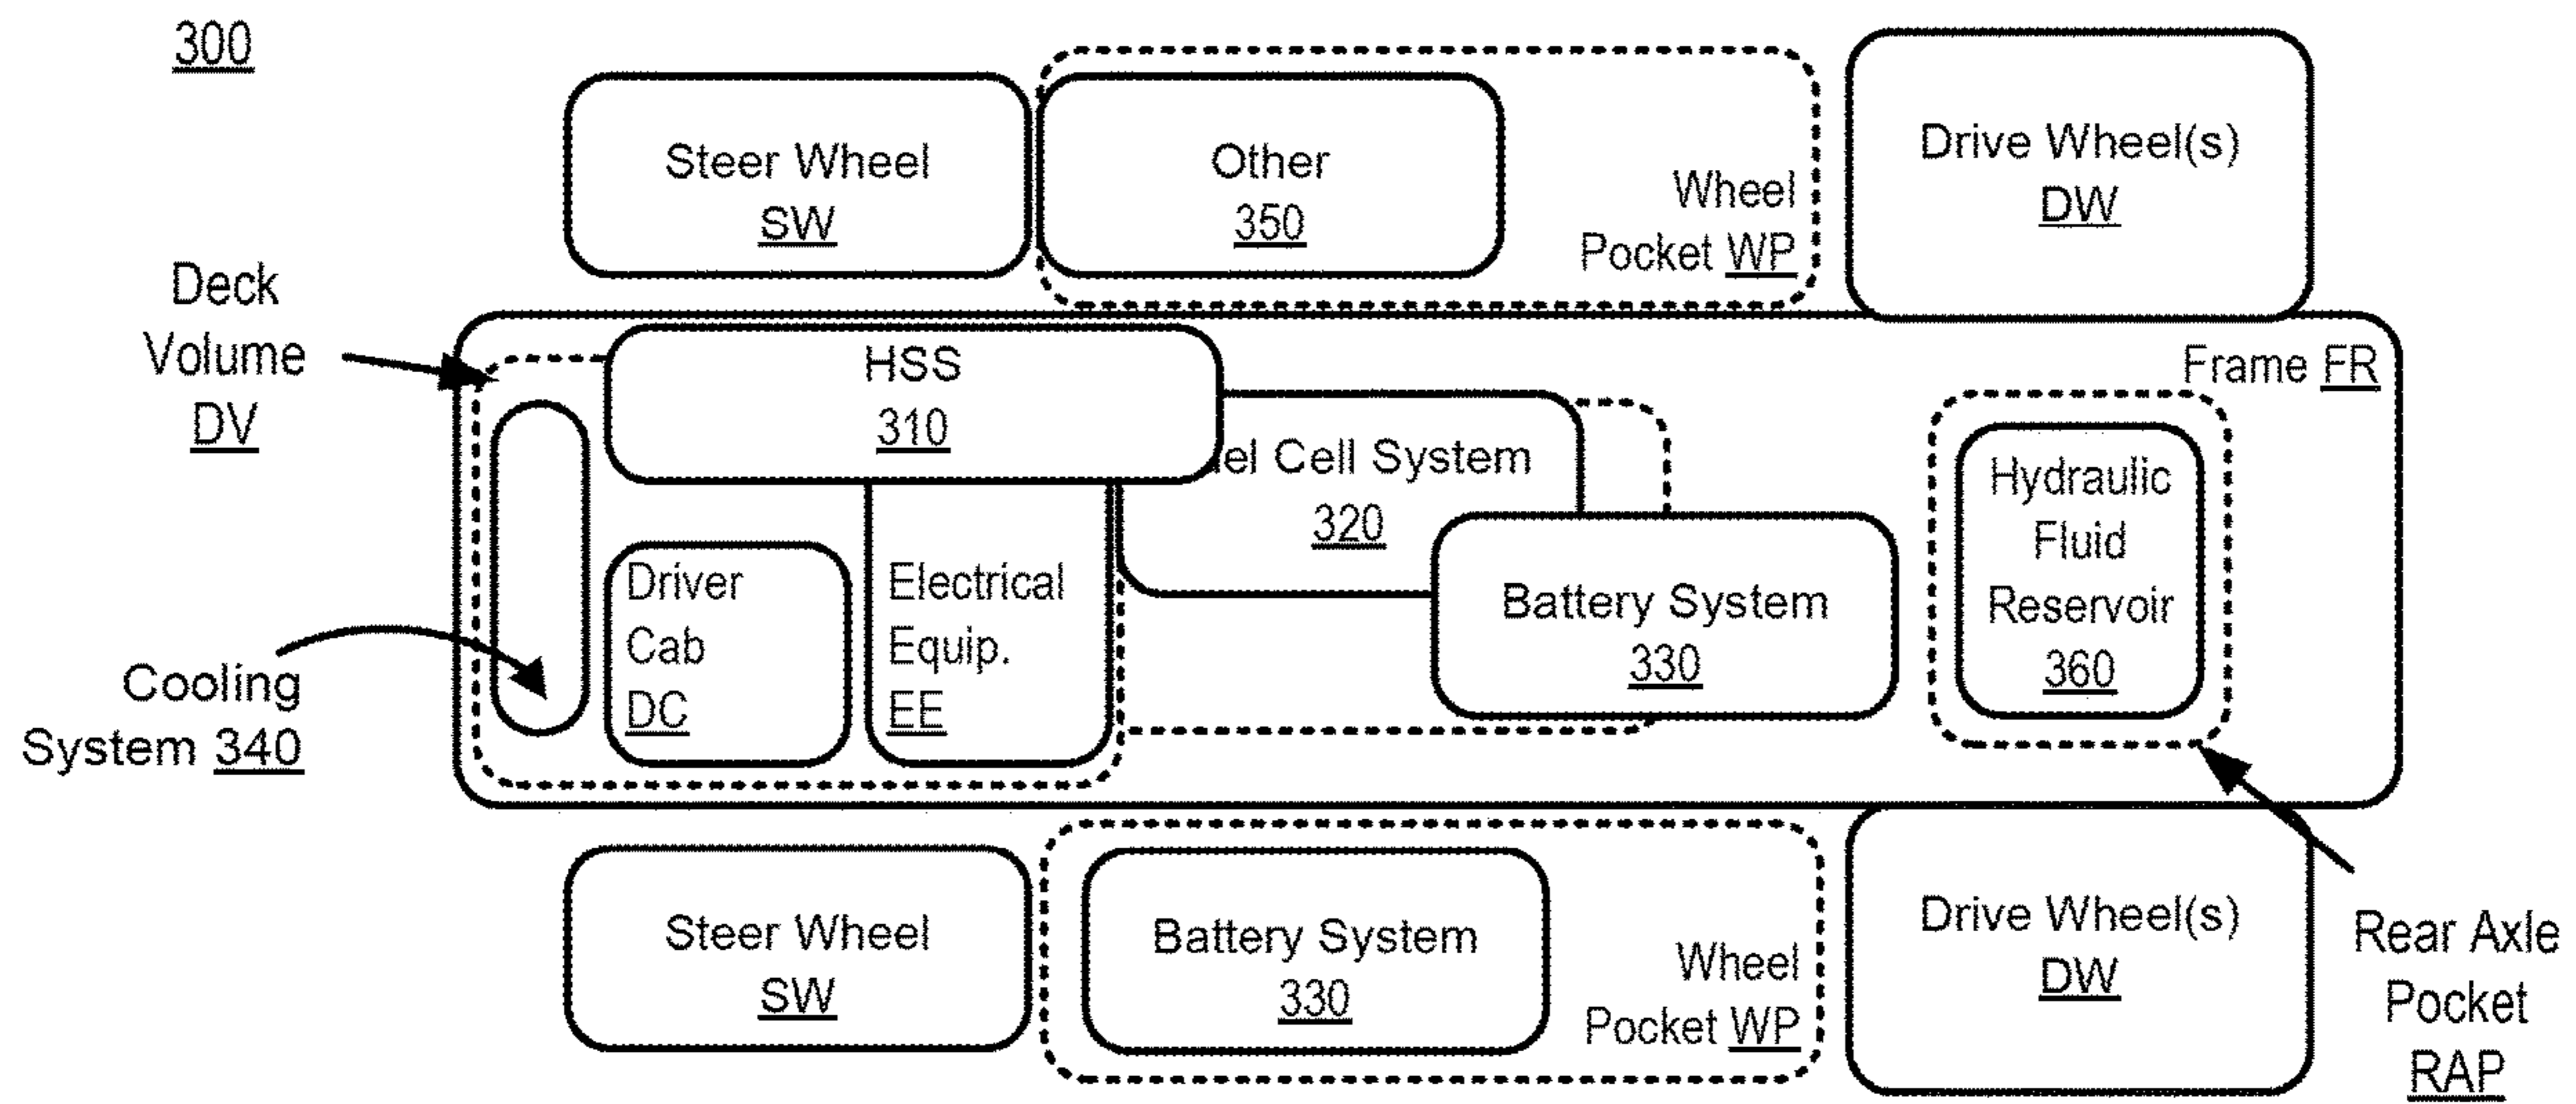 300
Steer Wheel
SW
Other
350
Wheel
Pocket WP
Drive Wheel(s)
DW
Deck
Volume
DV
HSS
310
Frame FR
el Cell System
320
Hydraulic
Fluid
Reservoir
360
Driver
Cab
DC
Electrical
Equip.
EE
Battery System
330
Cooling
System 340
Steer Wheel
SW
Battery System
330
Wheel
Pocket WP
Drive Wheel(s)
DW
Rear Axle
Pocket
RAP